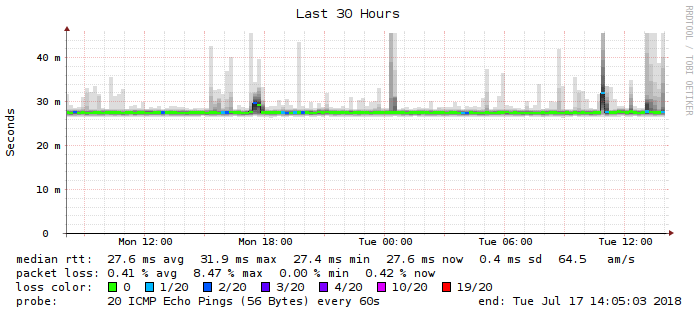 Last 30 Hours
RRDTOOL / TOBI OETIKER
Seconds
40 m
30 m
20 m
10 m
0
Mon 12:00 Mon 18:00 Tue 00:00 Tue 06:00 Tue 12:00
median rtt: 27.6 ms avg 31.9 ms max 27.4 ms min 27.6 ms now 0.4 ms sd 64.5 am/s
packet loss: 0.41 % avg 8.47 % max 0.00 % min 0.42 % now
loss color: 0 1/20 2/20 3/20 4/20 10/20 19/20
probe: 20 ICMP Echo Pings (56 Bytes) every 60s end: Tue Jul 17 14:05:03 2018